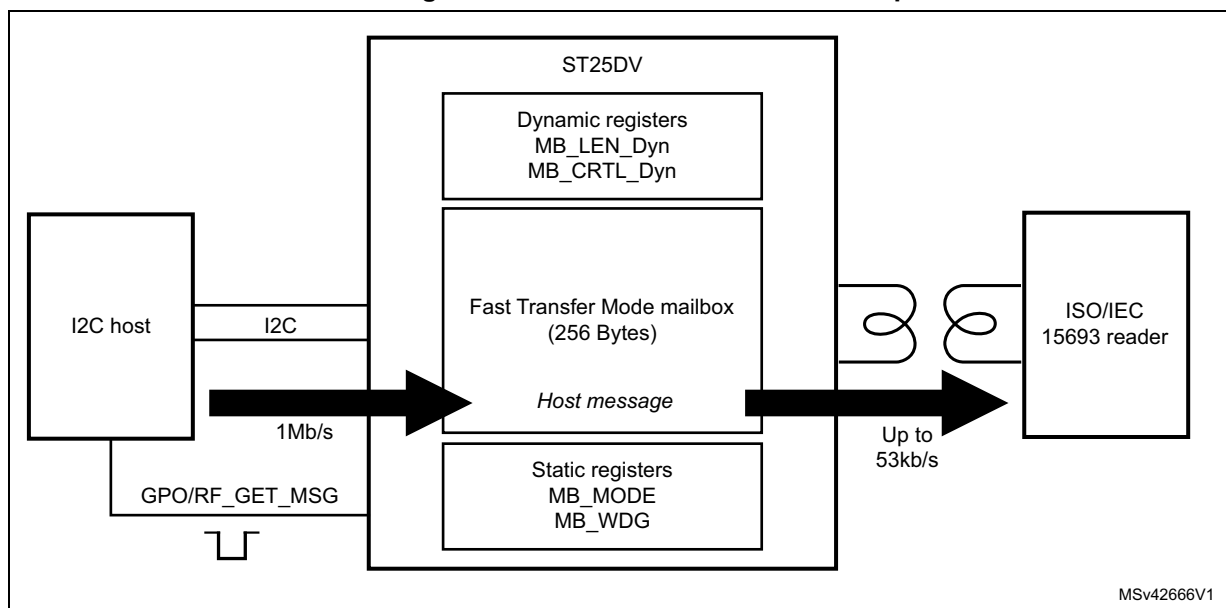 ST25DV
Dynamic registers
MB_LEN_Dyn
MB_CRTL_Dyn
I2C host
I2C
Fast Transfer Mode mailbox
(256 Bytes)
Host message
ISO/IEC
15693 reader
1Mb/s
Up to
53kb/s
GPO/RF_GET_MSG
Static registers
MB_MODE
MB_WDG
MSv42666V1